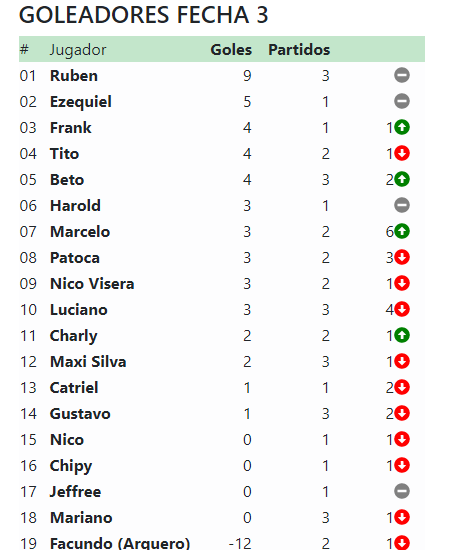 GOLEADORES FECHA 3
# Jugador Goles Partidos
01 Ruben 9 3
02 Ezequiel 5 1
03 Frank 4 1 1
04 Tito 4 2 1
05 Beto 4 3 2
06 Harold 3 1
07 Marcelo 3 2 6
08 Patoca 3 2 3
09 Nico Visera 3 2 1
10 Luciano 3 3 4
11 Charly 2 2 1
12 Maxi Silva 2 3 1
13 Catriel 1 1 2
14 Gustavo 1 3 2
15 Nico 0 1 1
16 Chipy 0 1 1
17 Jeffree 0 1
18 Mariano 0 3 1
19 Facundo (Arquero) -12 2 1